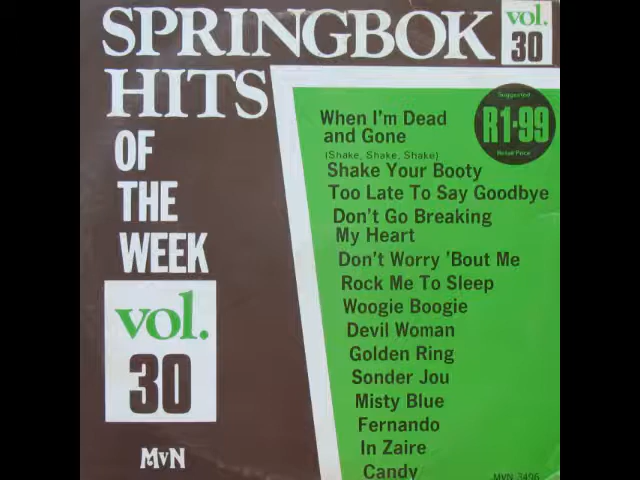 SPRINGBOK
HITS
OF
THE
WEEK
vol.
30
MvN
vol.
30
Suggested
R1·99
Retail Price
When I'm Dead
and Gone
(Shake, Shake, Shake)
Shake Your Booty
Too Late To Say Goodbye
Don't Go Breaking
My Heart
Don't Worry 'Bout Me
Rock Me To Sleep
Woogie Boogie
Devil Woman
Golden Ring
Sonder Jou
Misty Blue
Fernando
In Zaire
Candy
MVN 3496